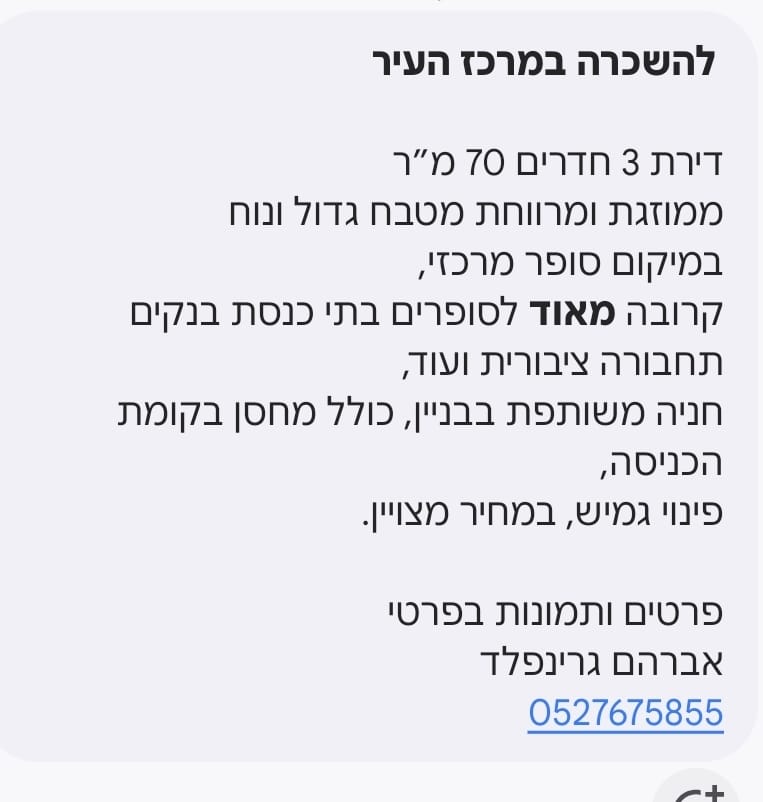 להשכרה במרכז העיר
דירת 3 חדרים 70 מ״ר
ממוזגת ומרווחת מטבח גדול ונוח
במיקום סופר מרכזי,
קרובה מאוד לסופרים בתי כנסת בנקים
תחבורה ציבורית ועוד,
חניה משותפת בבניין, כולל מחסן בקומת
הכניסה,
פינוי גמיש, במחיר מצויין.
פרטים ותמונות בפרטי
אברהם גרינפלד
0527675855